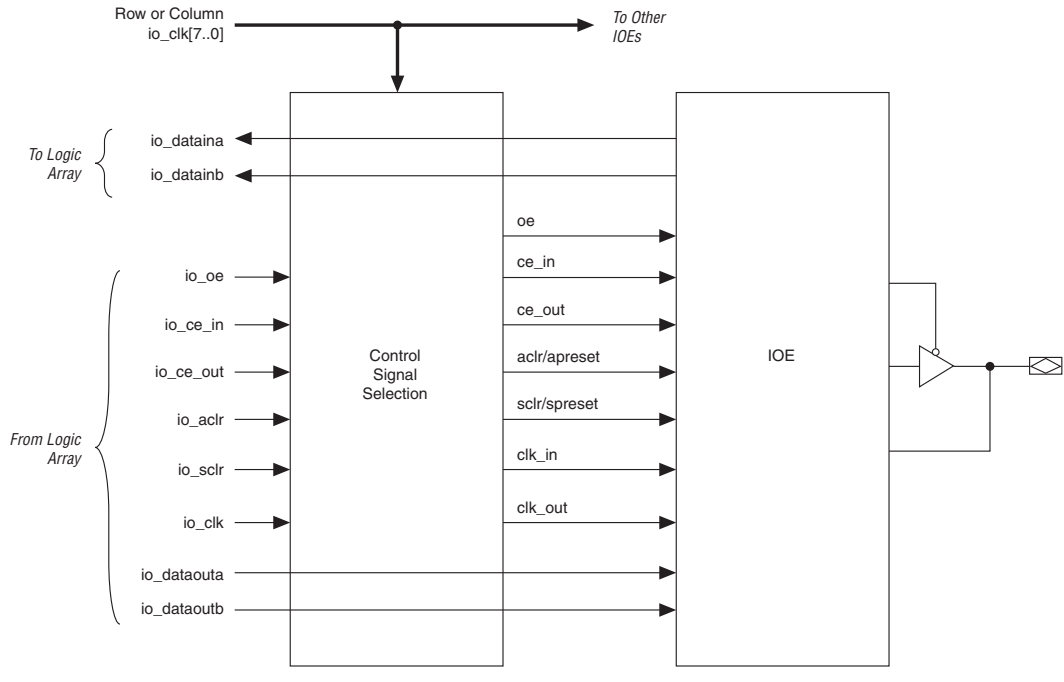 Row or Column
io_clk[7..0]
To Other
IOEs
To Logic
Array
io_dataina
io_datainb
From Logic
Array
io_oe
io_ce_in
io_ce_out
io_aclr
io_sclr
io_clk
io_dataouta
io_dataoutb
Control
Signal
Selection
oe
ce_in
ce_out
aclr/apreset
sclr/spreset
clk_in
clk_out
IOE